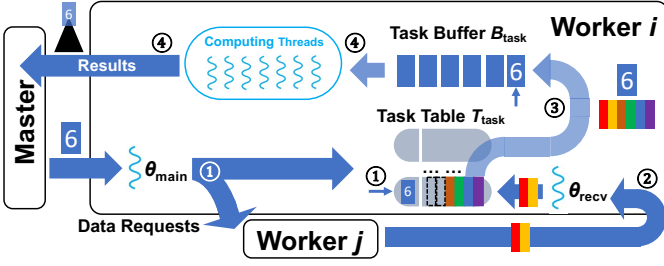 6
Worker i
④
Computing Threads
④
Task Buffer B_task
6
Results
6
③
Task Table T_task
Master
6
θ_main
①
... ...
①
6
θ_recv
②
Data Requests
Worker j